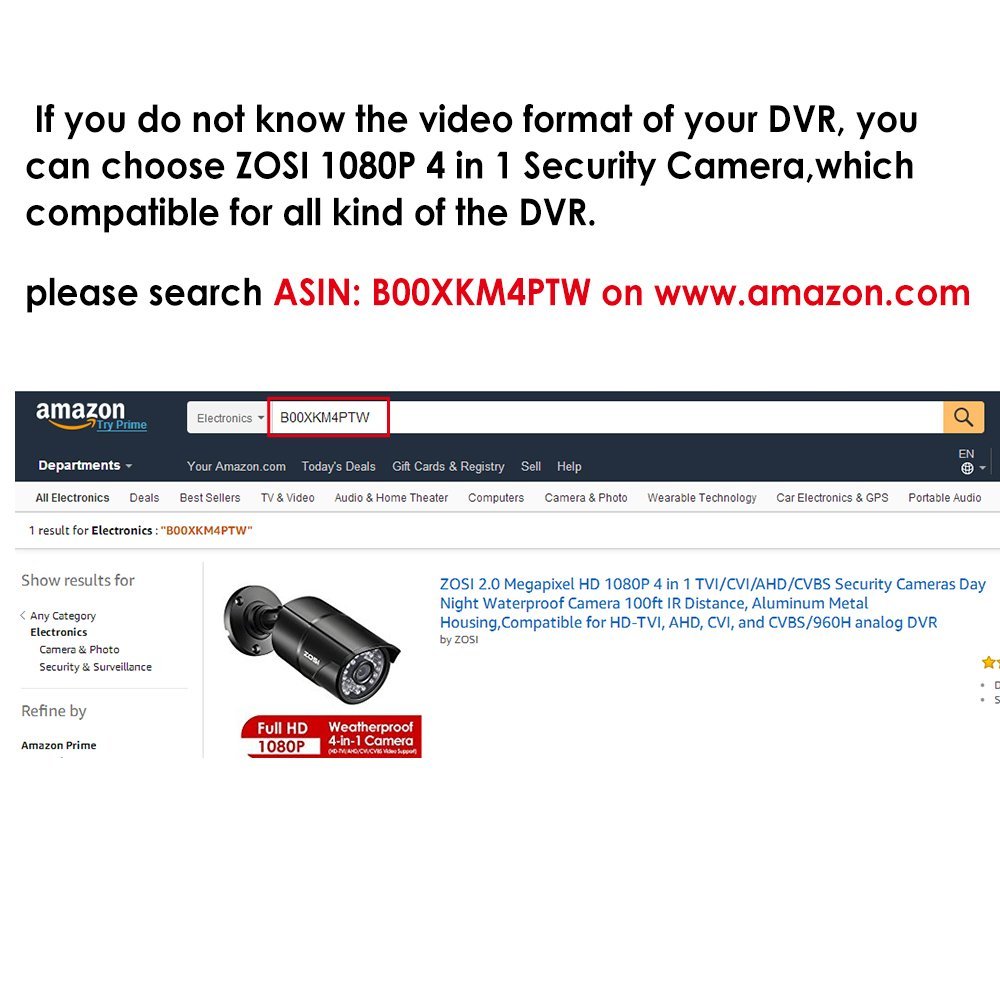 If you do not know the video format of your DVR, you
can choose ZOSI 1080P 4 in 1 Security Camera,which
compatible for all kind of the DVR.
please search ASIN: B00XKM4PTW on www.amazon.com
amazon
Try Prime
Electronics
B00XKM4PTW
Departments
Your Amazon.com Today's Deals Gift Cards & Registry Sell Help
EN
All Electronics Deals Best Sellers TV & Video Audio & Home Theater Computers Camera & Photo Wearable Technology Car Electronics & GPS Portable Audio
1 result for Electronics : "B00XKM4PTW"
Show results for
Any Category
Electronics
Camera & Photo
Security & Surveillance
Refine by
Amazon Prime
ZOSI
Full HD
1080P
Weatherproof
4-in-1 Camera
(HD-TVI/AHD/CVI/CVBS Video Support)
ZOSI 2.0 Megapixel HD 1080P 4 in 1 TVI/CVI/AHD/CVBS Security Cameras Day
Night Waterproof Camera 100ft IR Distance, Aluminum Metal
Housing,Compatible for HD-TVI, AHD, CVI, and CVBS/960H analog DVR
by ZOSI